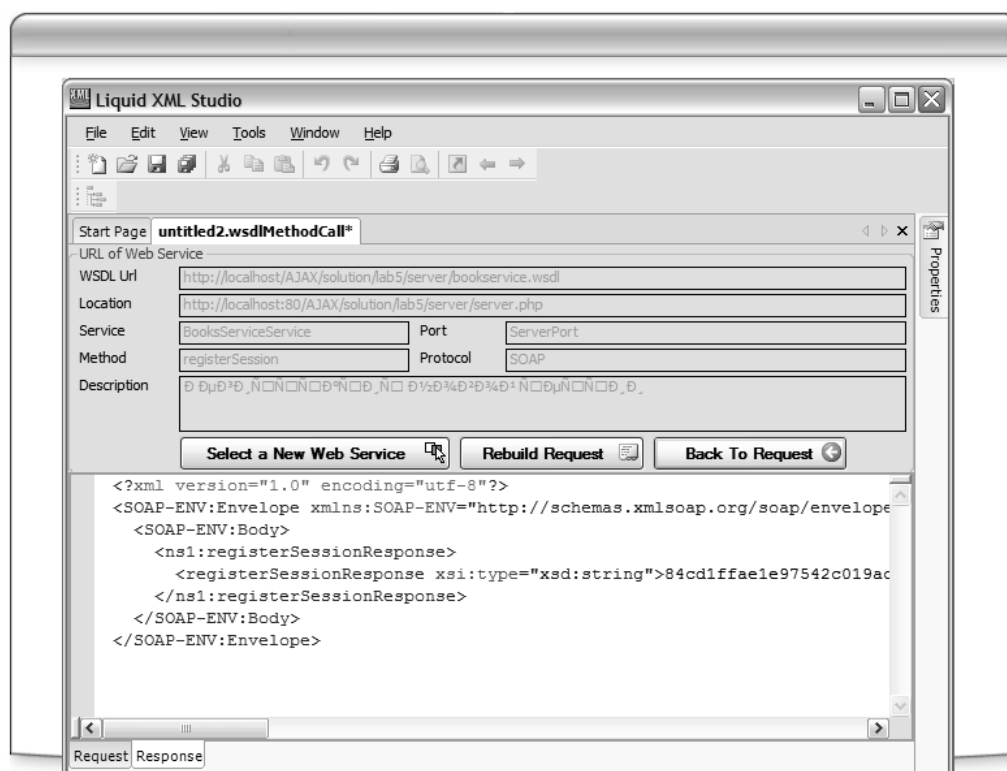 Liquid XML Studio
File Edit View Tools Window Help
Start Page untitled2.wsdlMethodCall*
Properties
URL of Web Service
WSDL Url http://localhost/AJAX/solution/lab5/server/bookservice.wsdl
Location http://localhost:80/AJAX/solution/lab5/server/server.php
Service BooksServiceService Port ServerPort
Method registerSession Protocol SOAP
Description
Select a New Web Service Rebuild Request Back To Request
<?xml version="1.0" encoding="utf-8"?>
<SOAP-ENV:Envelope xmlns:SOAP-ENV="http://schemas.xmlsoap.org/soap/envelope
<SOAP-ENV:Body>
<ns1:registerSessionResponse>
<registerSessionResponse xsi:type="xsd:string">84cd1ffae1e97542c019ac
</ns1:registerSessionResponse>
</SOAP-ENV:Body>
</SOAP-ENV:Envelope>
Request Response